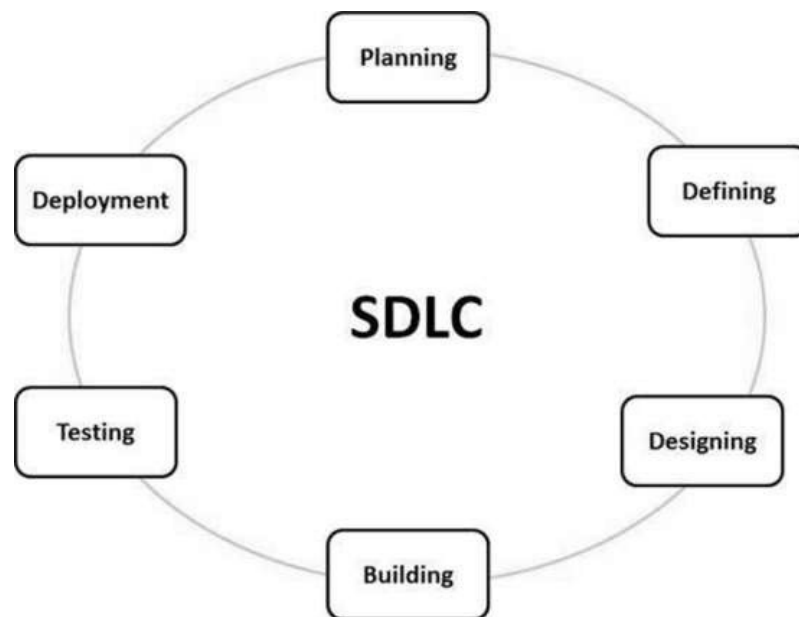 Planning
Defining
Designing
Building
Testing
Deployment
SDLC